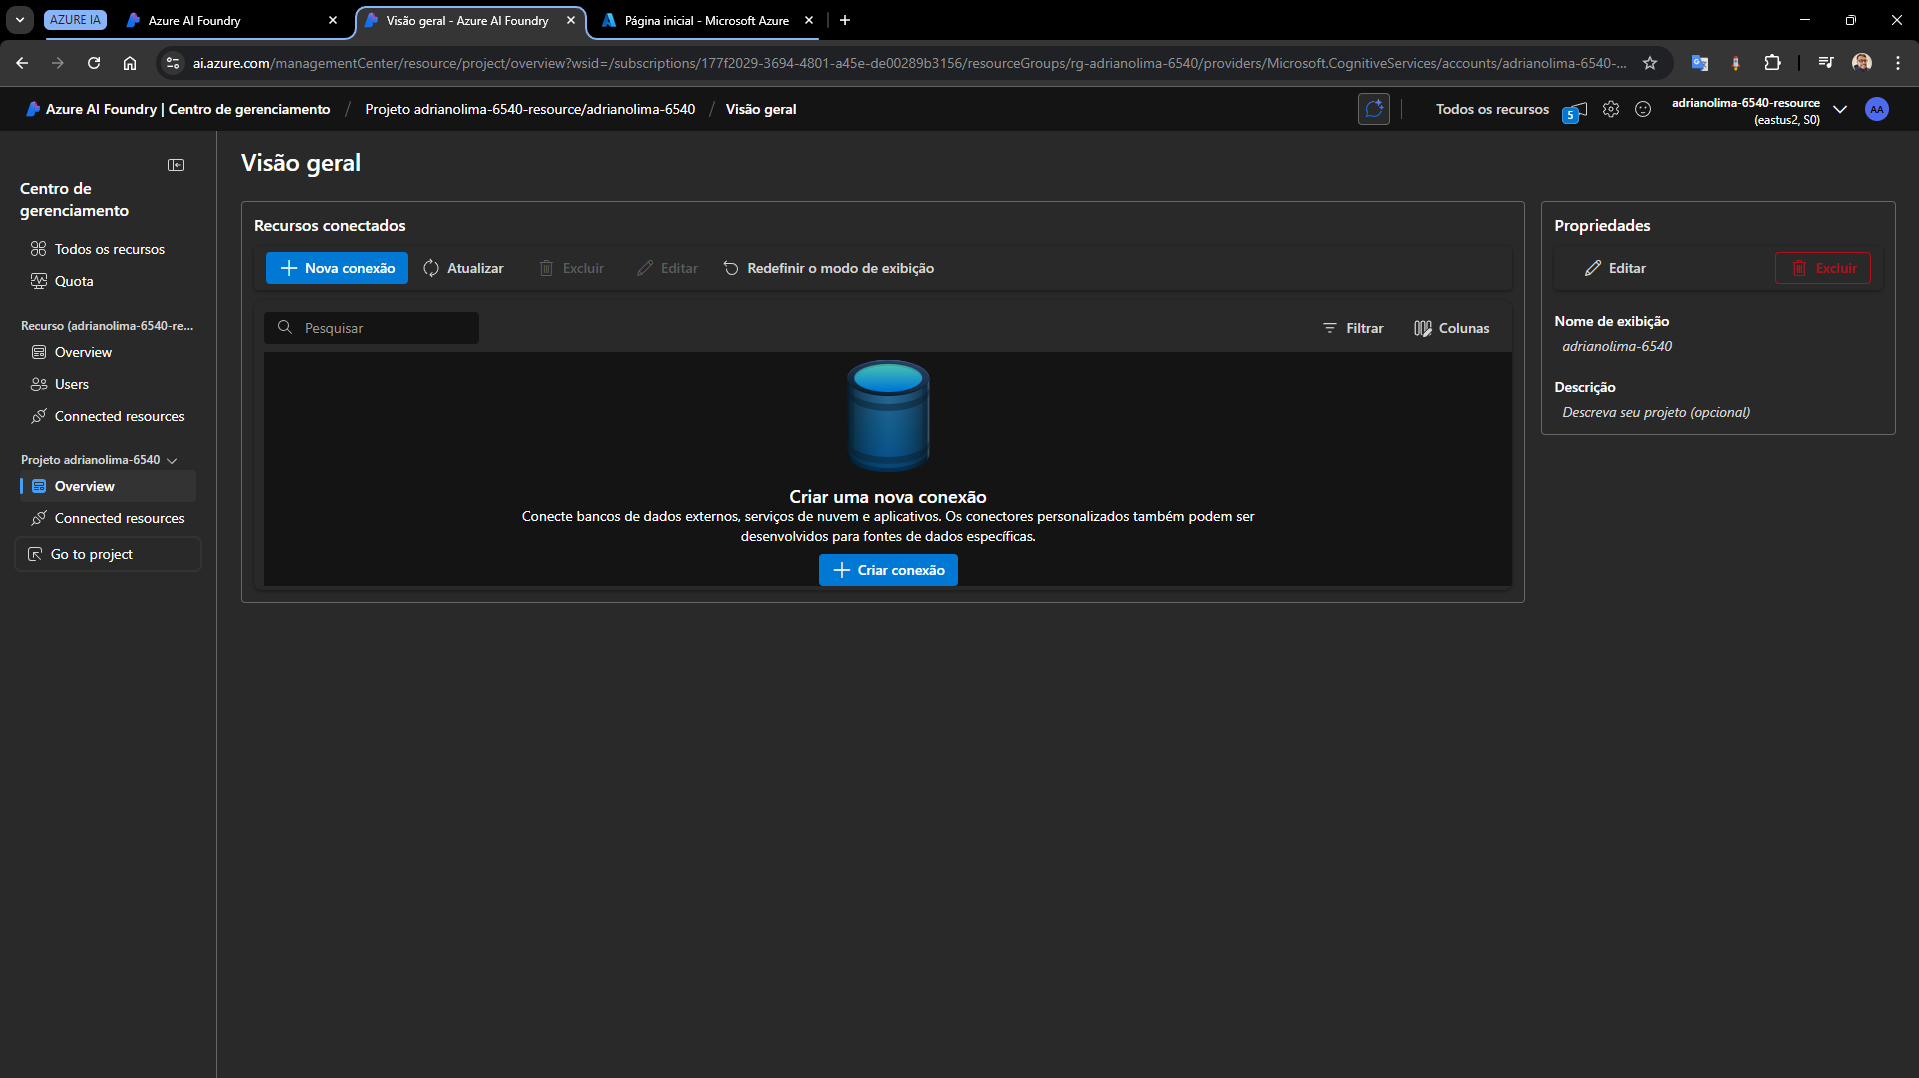 AZURE IA
Azure AI Foundry
Visão geral - Azure AI Foundry
Página inicial - Microsoft Azure
ai.azure.com/managementCenter/resource/project/overview?wsid=/subscriptions/177f2029-3694-4801-a45e-de00289b3156/resourceGroups/rg-adrianolima-6540/providers/Microsoft.CognitiveServices/accounts/adrianolima-6540-...
Azure AI Foundry | Centro de gerenciamento / Projeto adrianolima-6540-resource/adrianolima-6540 / Visão geral
Todos os recursos
5
adrianolima-6540-resource
(eastus2, S0)
AA
Centro de
gerenciamento
Todos os recursos
Quota
Recurso (adrianolima-6540-re...
Overview
Users
Connected resources
Projeto adrianolima-6540
Overview
Connected resources
Go to project
Visão geral
Recursos conectados
Nova conexão
Atualizar
Excluir
Editar
Redefinir o modo de exibição
Pesquisar
Filtrar
Colunas
Criar uma nova conexão
Conecte bancos de dados externos, serviços de nuvem e aplicativos. Os conectores personalizados também podem ser
desenvolvidos para fontes de dados específicas.
Criar conexão
Propriedades
Editar
Excluir
Nome de exibição
adrianolima-6540
Descrição
Descreva seu projeto (opcional)